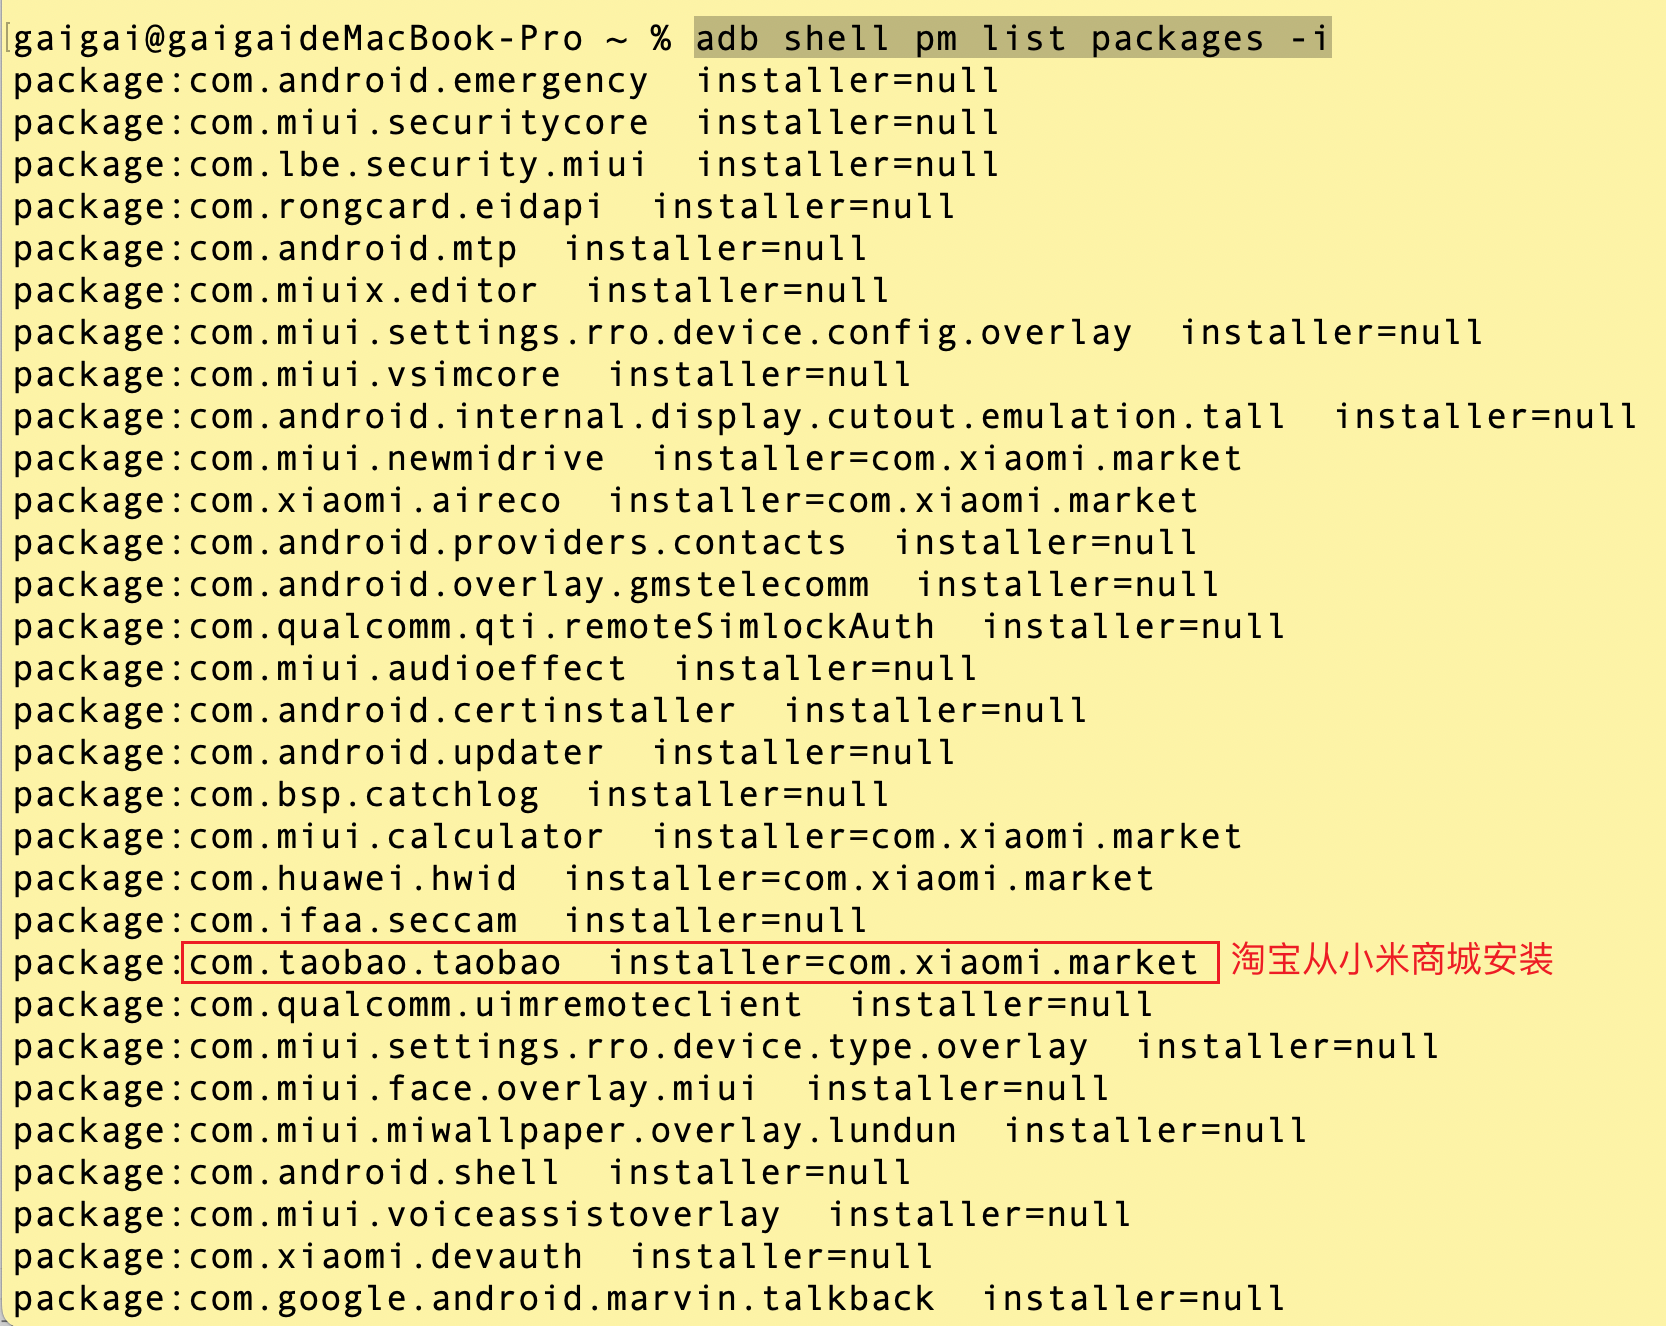 gaigai@gaigaideMacBook-Pro ~ % adb shell pm list packages -i
package:com.android.emergency  installer=null
package:com.miui.securitycore  installer=null
package:com.lbe.security.miui  installer=null
package:com.rongcard.eidapi  installer=null
package:com.android.mtp  installer=null
package:com.miuix.editor  installer=null
package:com.miui.settings.rro.device.config.overlay  installer=null
package:com.miui.vsimcore  installer=null
package:com.android.internal.display.cutout.emulation.tall  installer=null
package:com.miui.newmidrive  installer=com.xiaomi.market
package:com.xiaomi.aireco  installer=com.xiaomi.market
package:com.android.providers.contacts  installer=null
package:com.android.overlay.gmstelecomm  installer=null
package:com.qualcomm.qti.remoteSimlockAuth  installer=null
package:com.miui.audioeffect  installer=null
package:com.android.certinstaller  installer=null
package:com.android.updater  installer=null
package:com.bsp.catchlog  installer=null
package:com.miui.calculator  installer=com.xiaomi.market
package:com.huawei.hwid  installer=com.xiaomi.market
package:com.ifaa.seccam  installer=null
package:com.taobao.taobao  installer=com.xiaomi.market 淘宝从小米商城安装
package:com.qualcomm.uimremoteclient  installer=null
package:com.miui.settings.rro.device.type.overlay  installer=null
package:com.miui.face.overlay.miui  installer=null
package:com.miui.miwallpaper.overlay.lundun  installer=null
package:com.android.shell  installer=null
package:com.miui.voiceassistoverlay  installer=null
package:com.xiaomi.devauth  installer=null
package:com.google.android.marvin.talkback  installer=null